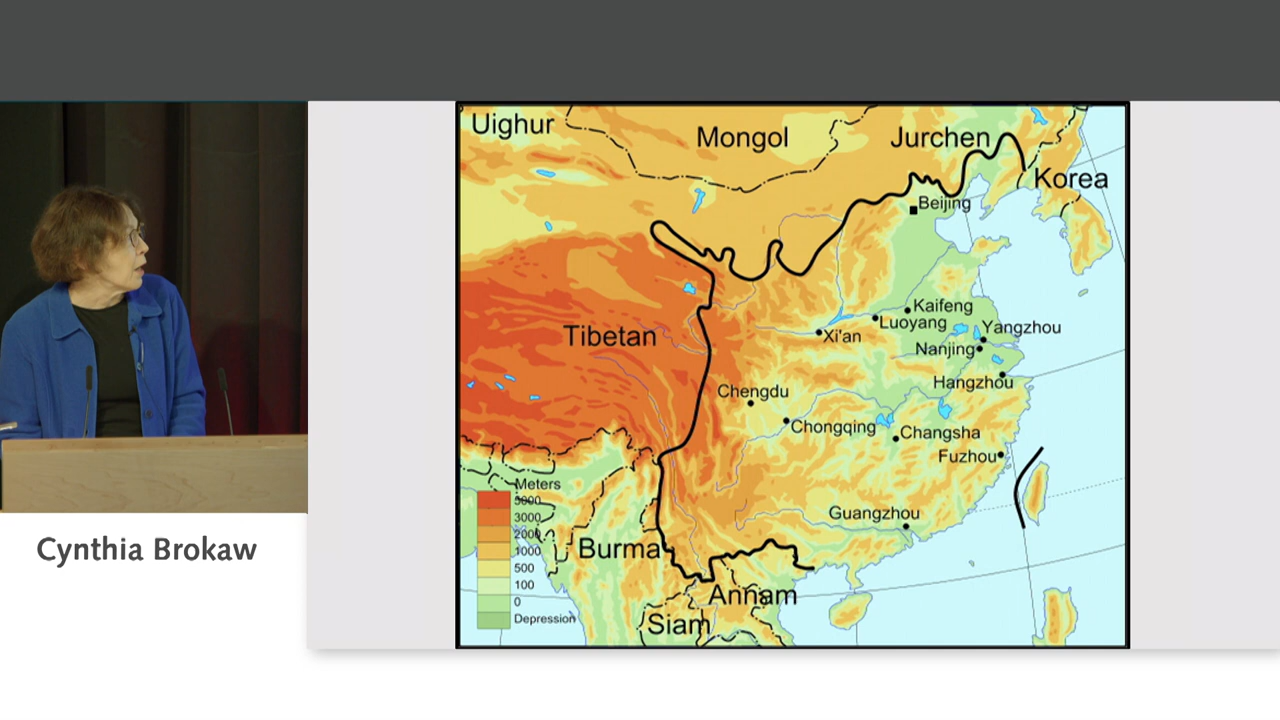 Uighur
Mongol
Jurchen
Korea
Beijing
Kaifeng
Luoyang
Yangzhou
Xi'an
Nanjing
Tibetan
Hangzhou
Chengdu
Chongqing
Changsha
Fuzhou
Meters
5000
3000
2000
1000
500
100
0
Depression
Guangzhou
Burma
Annam
Siam
Cynthia Brokaw